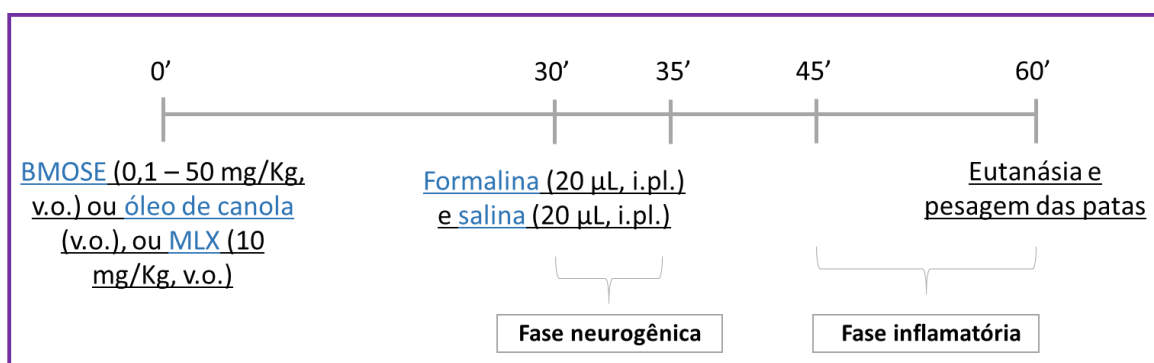 0’
30’
35’
45’
60’
BMOSE (0,1 – 50 mg/Kg,
v.o.) ou óleo de canola
(v.o.), ou MLX (10
mg/Kg, v.o.)
Formalina (20 µL, i.pl.)
e salina (20 µL, i.pl.)
Eutanásia e
pesagem das patas
Fase neurogênica
Fase inflamatória